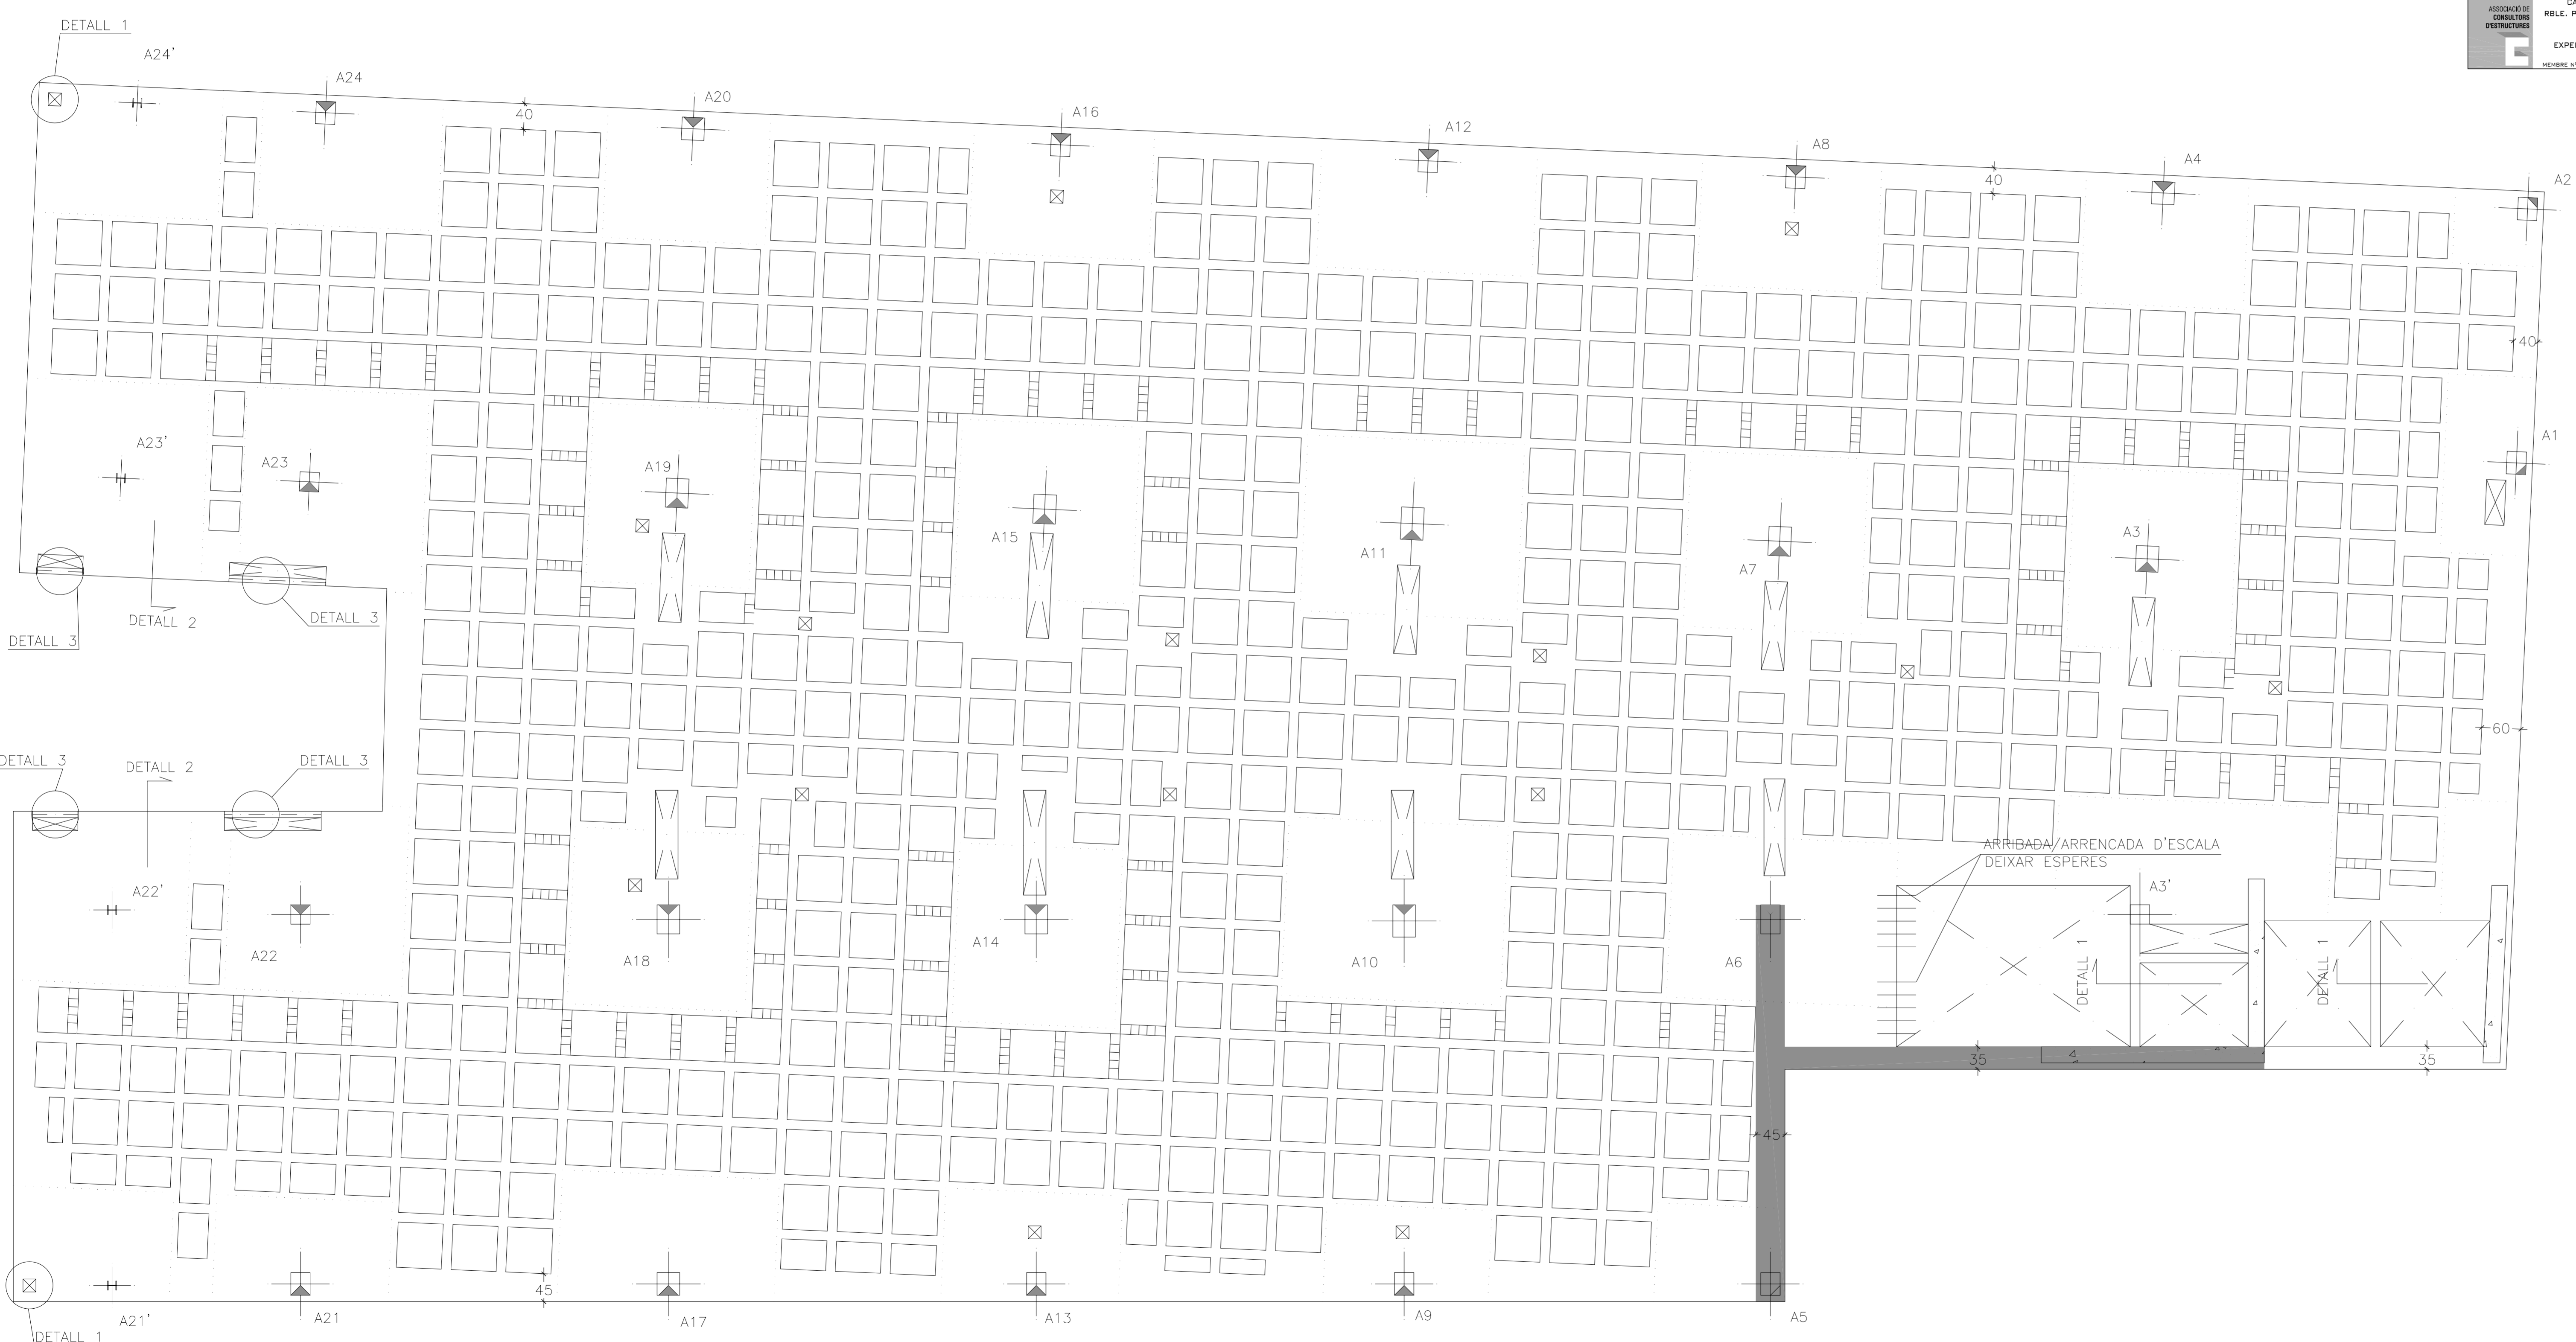 DETALL 1
A24'
A24
A20
A16
A12
A8
A4
A2
40
40
ASSOCIACIÓ DE
CONSULTORS
D'ESTRUCTURES
RBLE. P
MEMBRE Nº
40
A1
A23'
A23
A19
A15
A11
A7
A3
DETALL 2
DETALL 3
DETALL 3
60
DETALL 3
DETALL 2
DETALL 3
ARRIBADA/ARRENCADA D'ESCALA
DEIXAR ESPERES
A3'
A22'
A22
A18
A14
A10
A6
DETALL 1
DETALL 1
35
35
45
45
A21'
A21
A17
A13
A9
A5
DETALL 1